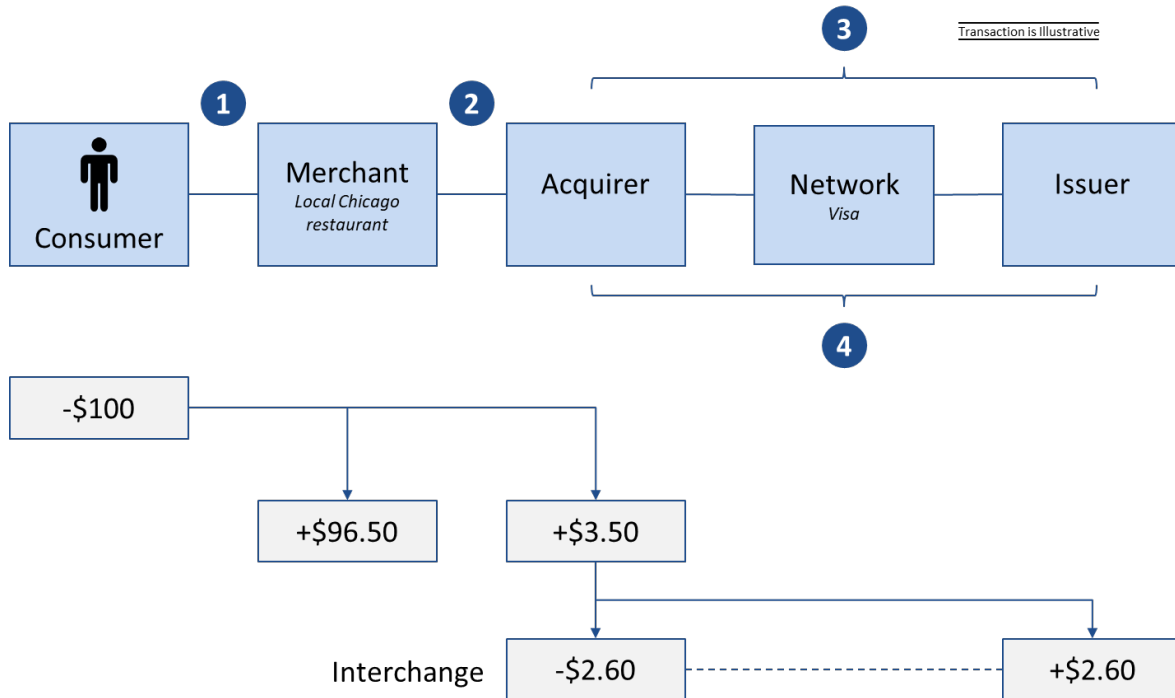 3
Transaction is Illustrative
1
2
Consumer
Merchant
Local Chicago
restaurant
Acquirer
Network
Visa
Issuer
4
-$100
+$96.50
+$3.50
Interchange
-$2.60
+$2.60